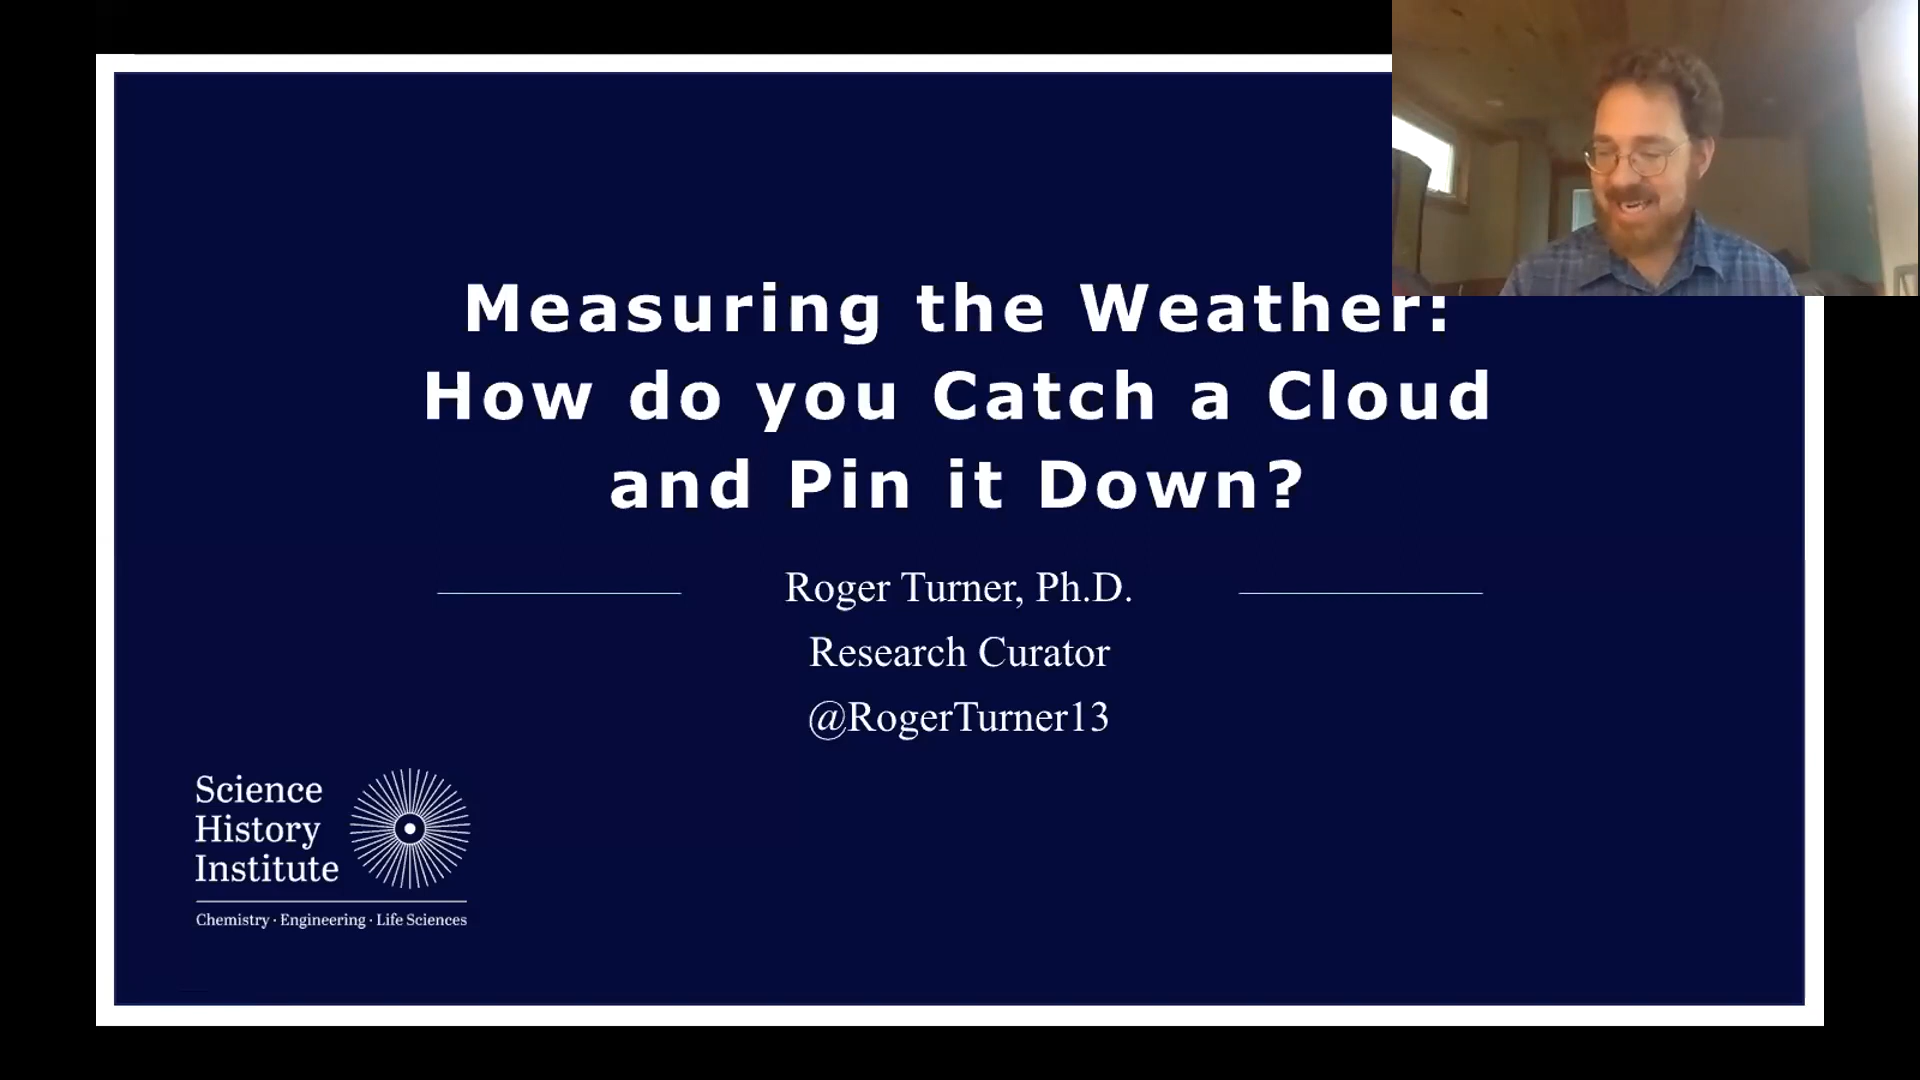 Measuring the Weather:
How do you Catch a Cloud
and Pin it Down?
Roger Turner, Ph.D.
Research Curator
@RogerTurner13
Science
History
Institute
Chemistry · Engineering · Life Sciences